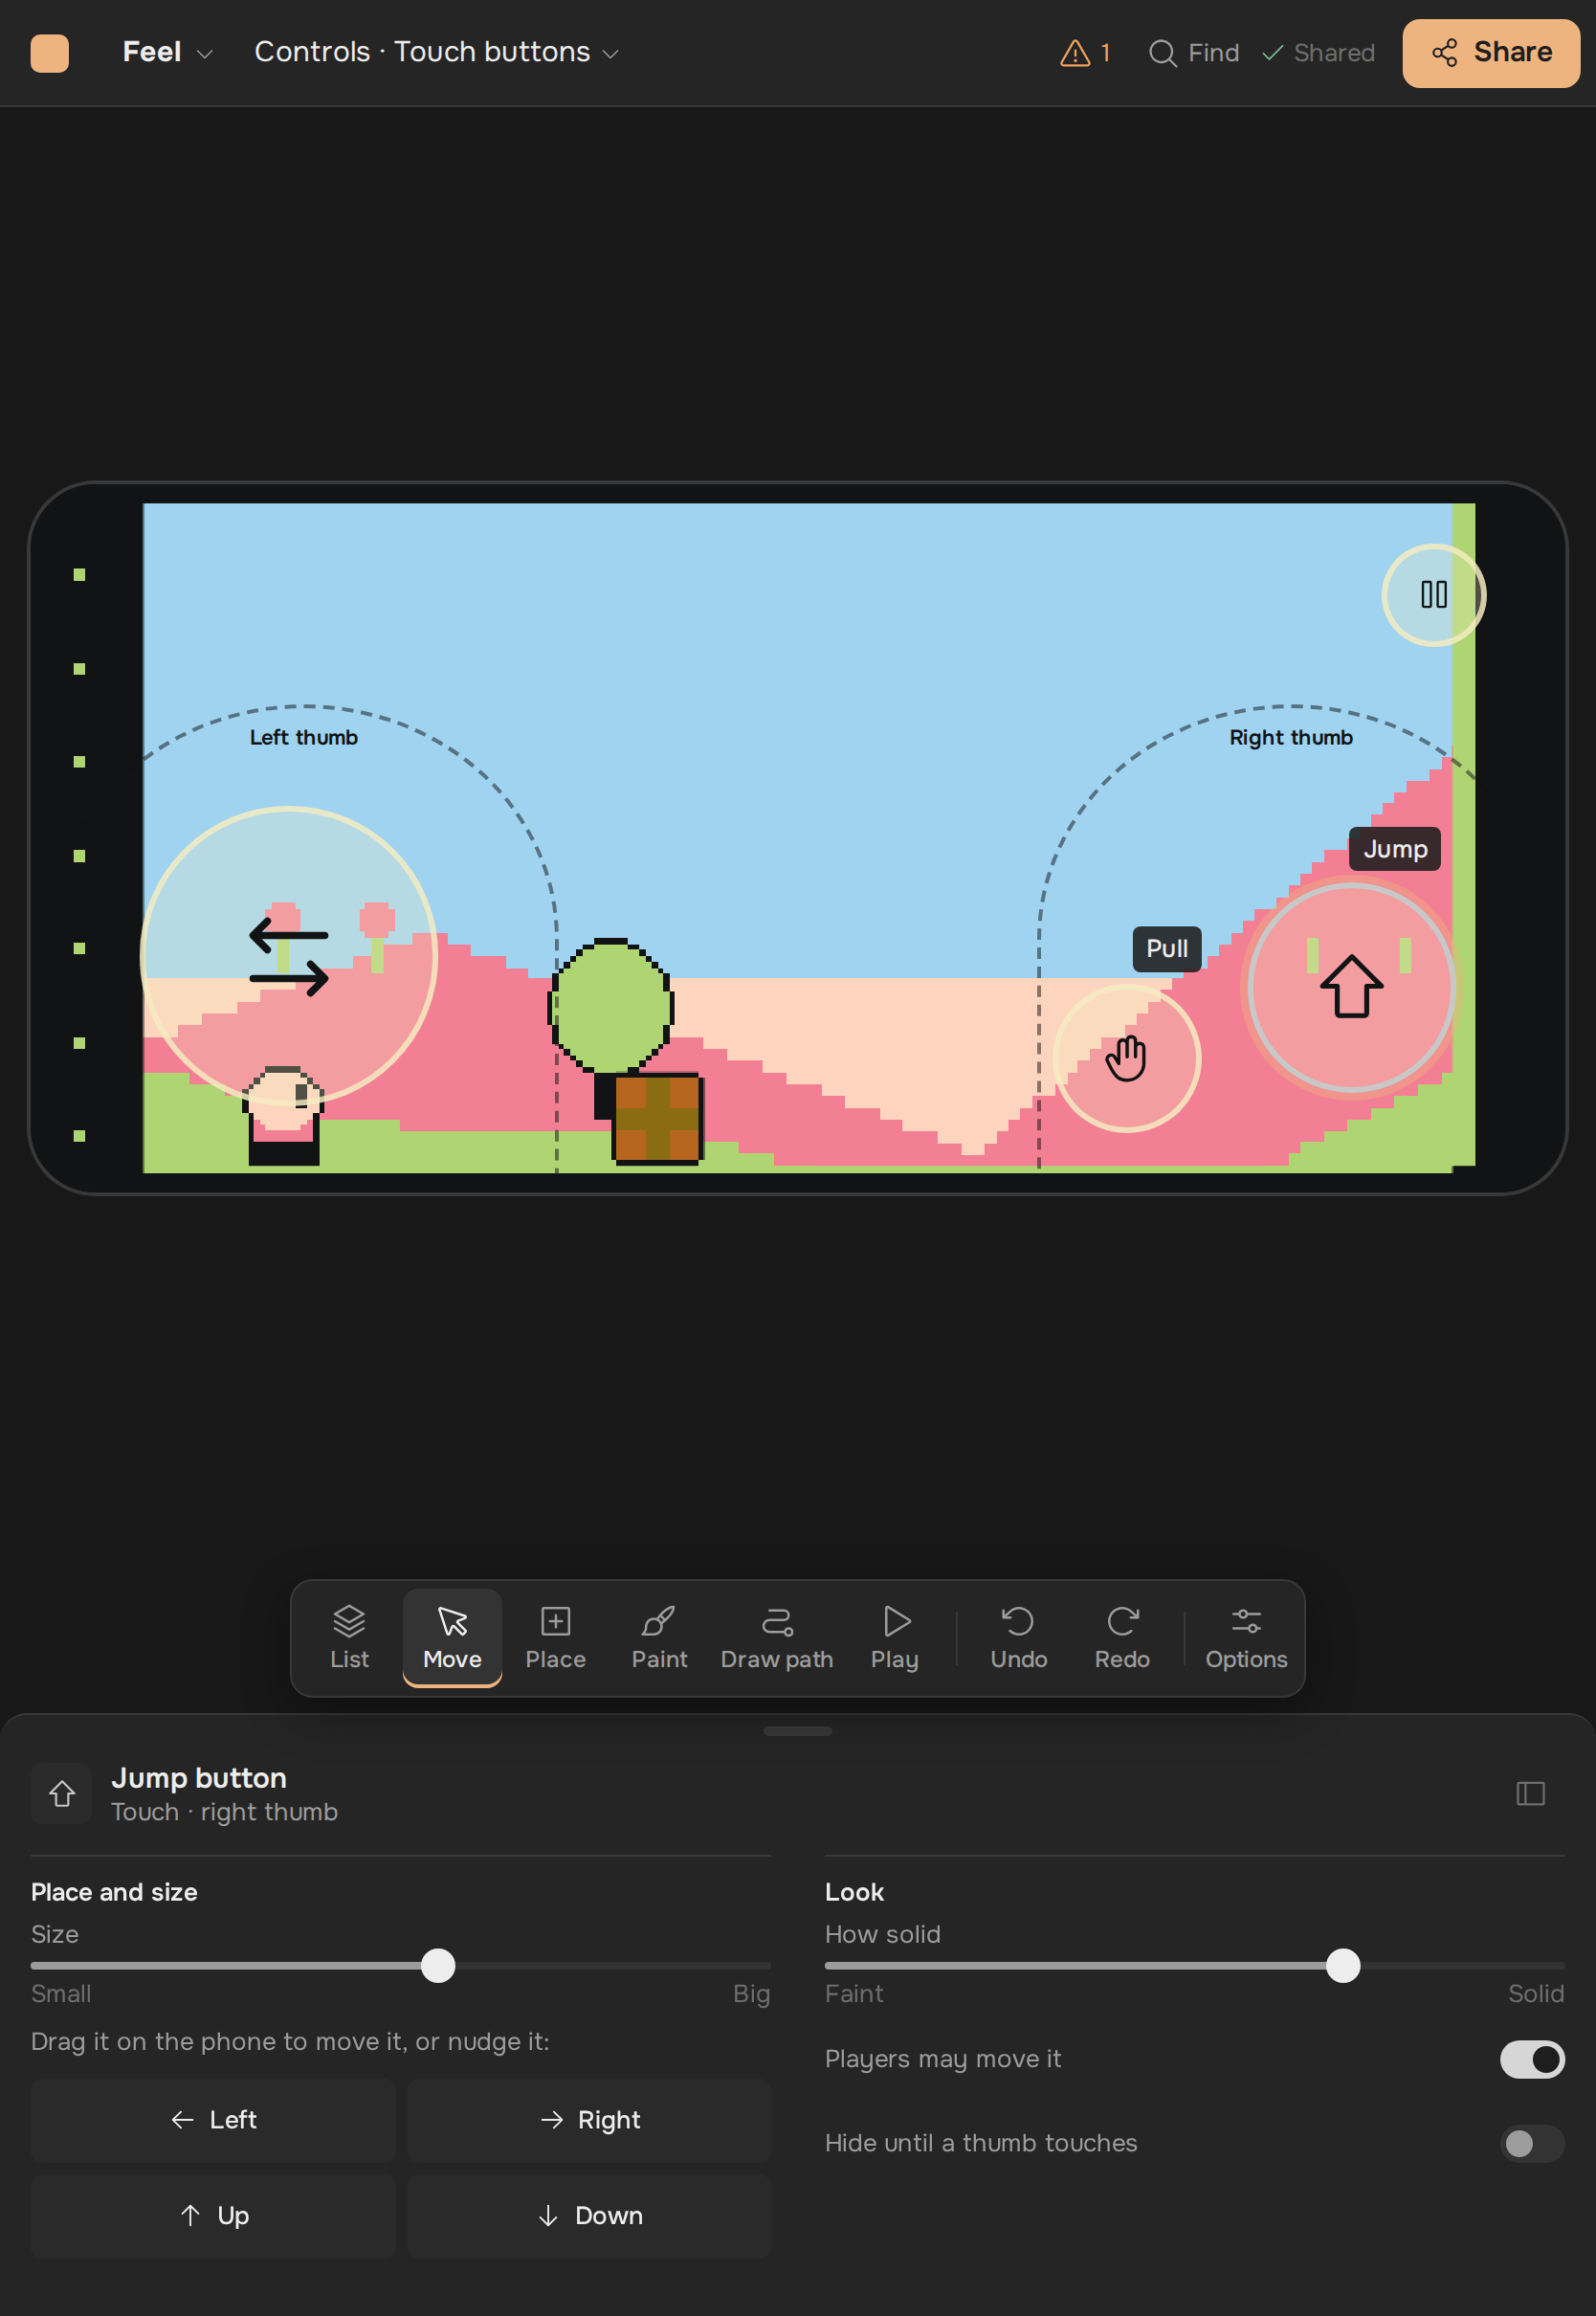 Feel
Controls · Touch buttons
1
Find
Shared
Share
Left thumb
Right thumb
Jump
Pull
List
Move
Place
Paint
Draw path
Play
Undo
Redo
Options
Jump button
Touch · right thumb
Place and size
Size
Small
Big
Drag it on the phone to move it, or nudge it:
Left
Right
Up
Down
Look
How solid
Faint
Solid
Players may move it
Hide until a thumb touches